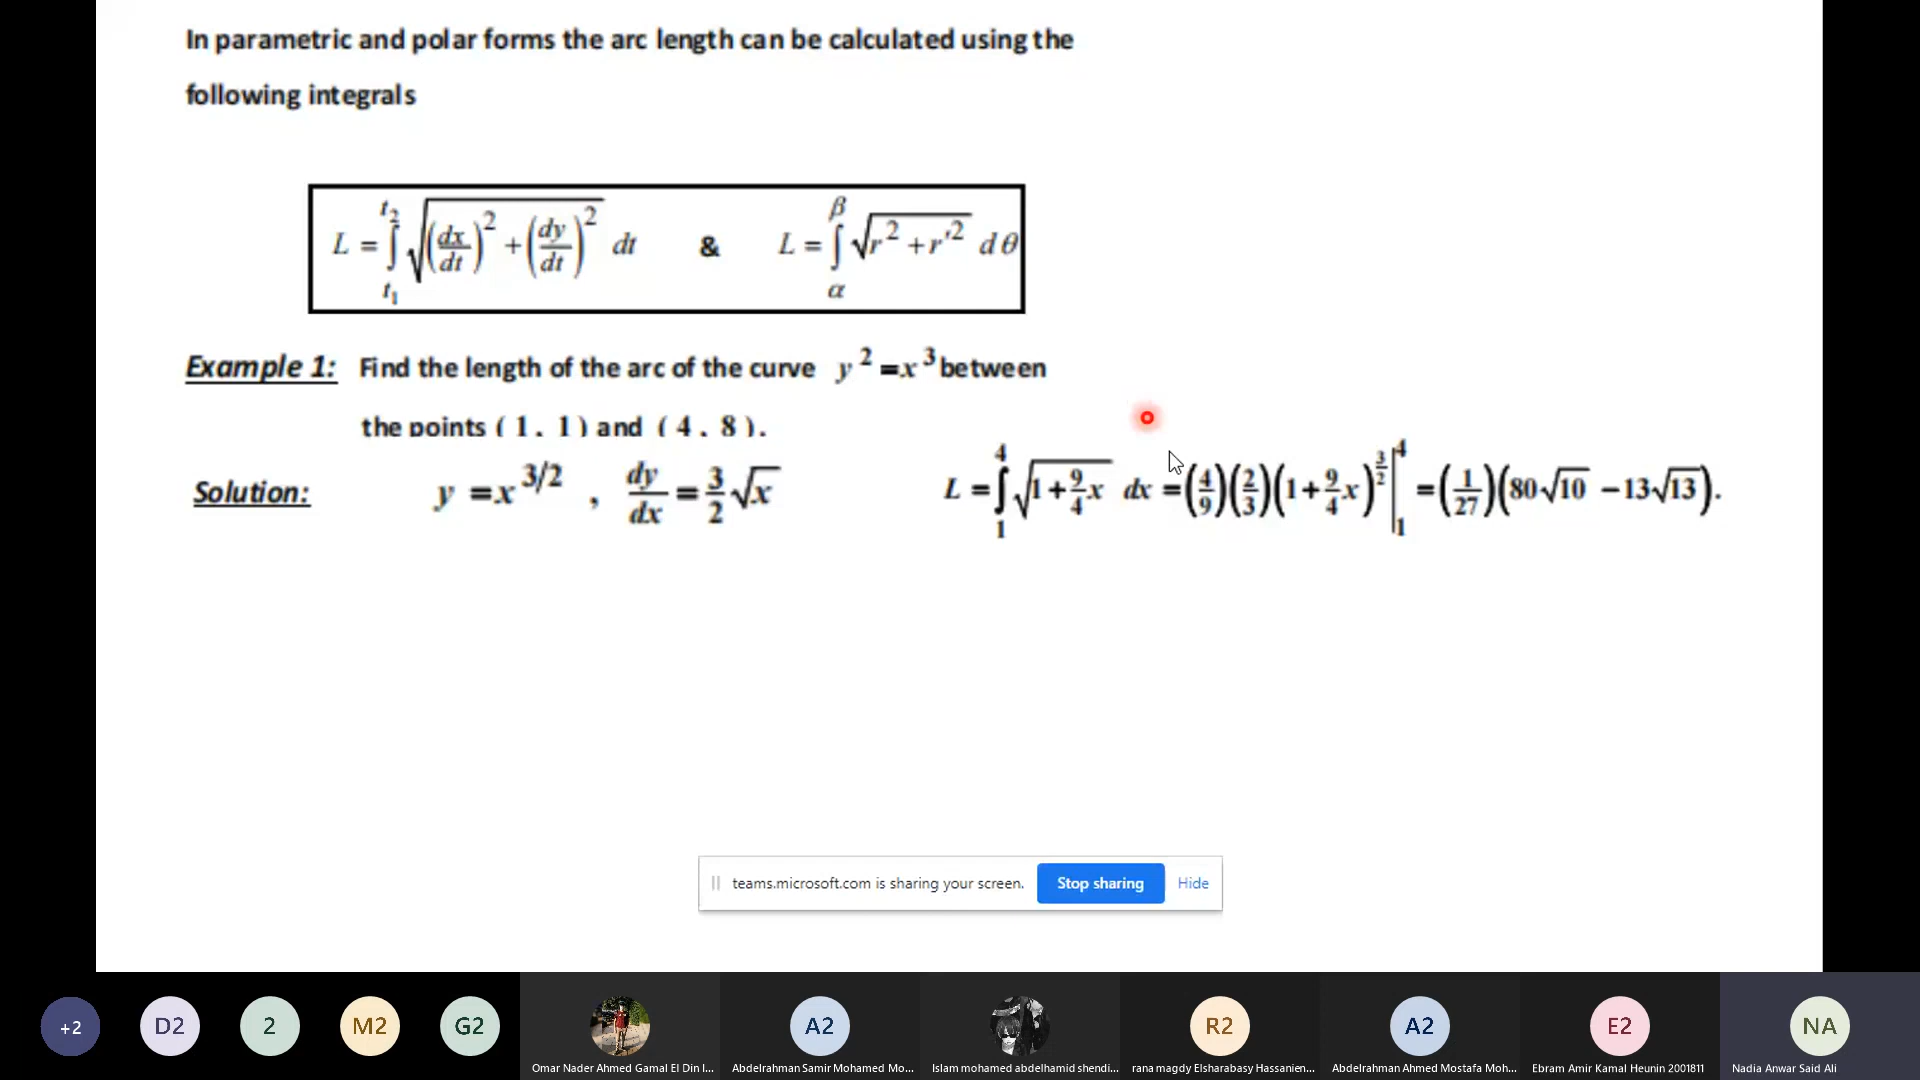 In parametric and polar forms the arc length can be calculated using the
following integrals
L = ∫_{t₁}^{t₂} √((dx/dt)² + (dy/dt)²) dt & L = ∫_{α}^{β} √(r² + r′²) dθ
Example 1: Find the length of the arc of the curve y² = x³ between
the points ( 1 , 1 ) and ( 4 , 8 ).
Solution: y = x^{3/2} , dy/dx = 3/2 √x L = ∫_{1}^{4} √(1 + 9/4 x) dx = (4/9)(2/3)(1 + 9/4 x)^{3/2} |_{1}^{4} = (1/27)(80√10 − 13√13).
teams.microsoft.com is sharing your screen. Stop sharing Hide
+2 D2 2 M2 G2 A2 R2 A2 E2 NA
Omar Nader Ahmed Gamal El Din I... Abdelrahman Samir Mohamed Mo... Islam mohamed abdelhamid shendi... rana magdy Elsharabasy Hassanien... Abdelrahman Ahmed Mostafa Moh... Ebram Amir Kamal Heunin 2001811 Nadia Anwar Said Ali